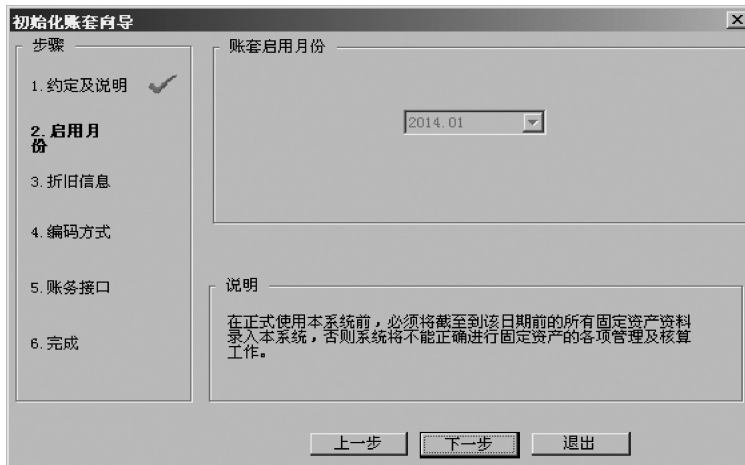 初始化账套向导
步骤
1. 约定及说明
2. 启用月
份
3. 折旧信息
4. 编码方式
5. 账务接口
6. 完成
账套启用月份
2014.01
说明
在正式使用本系统前，必须将截至到该日期前的所有固定资产资料
录入本系统，否则系统将不能正确进行固定资产的各项管理及核算
工作。
上一步 下一步 退出